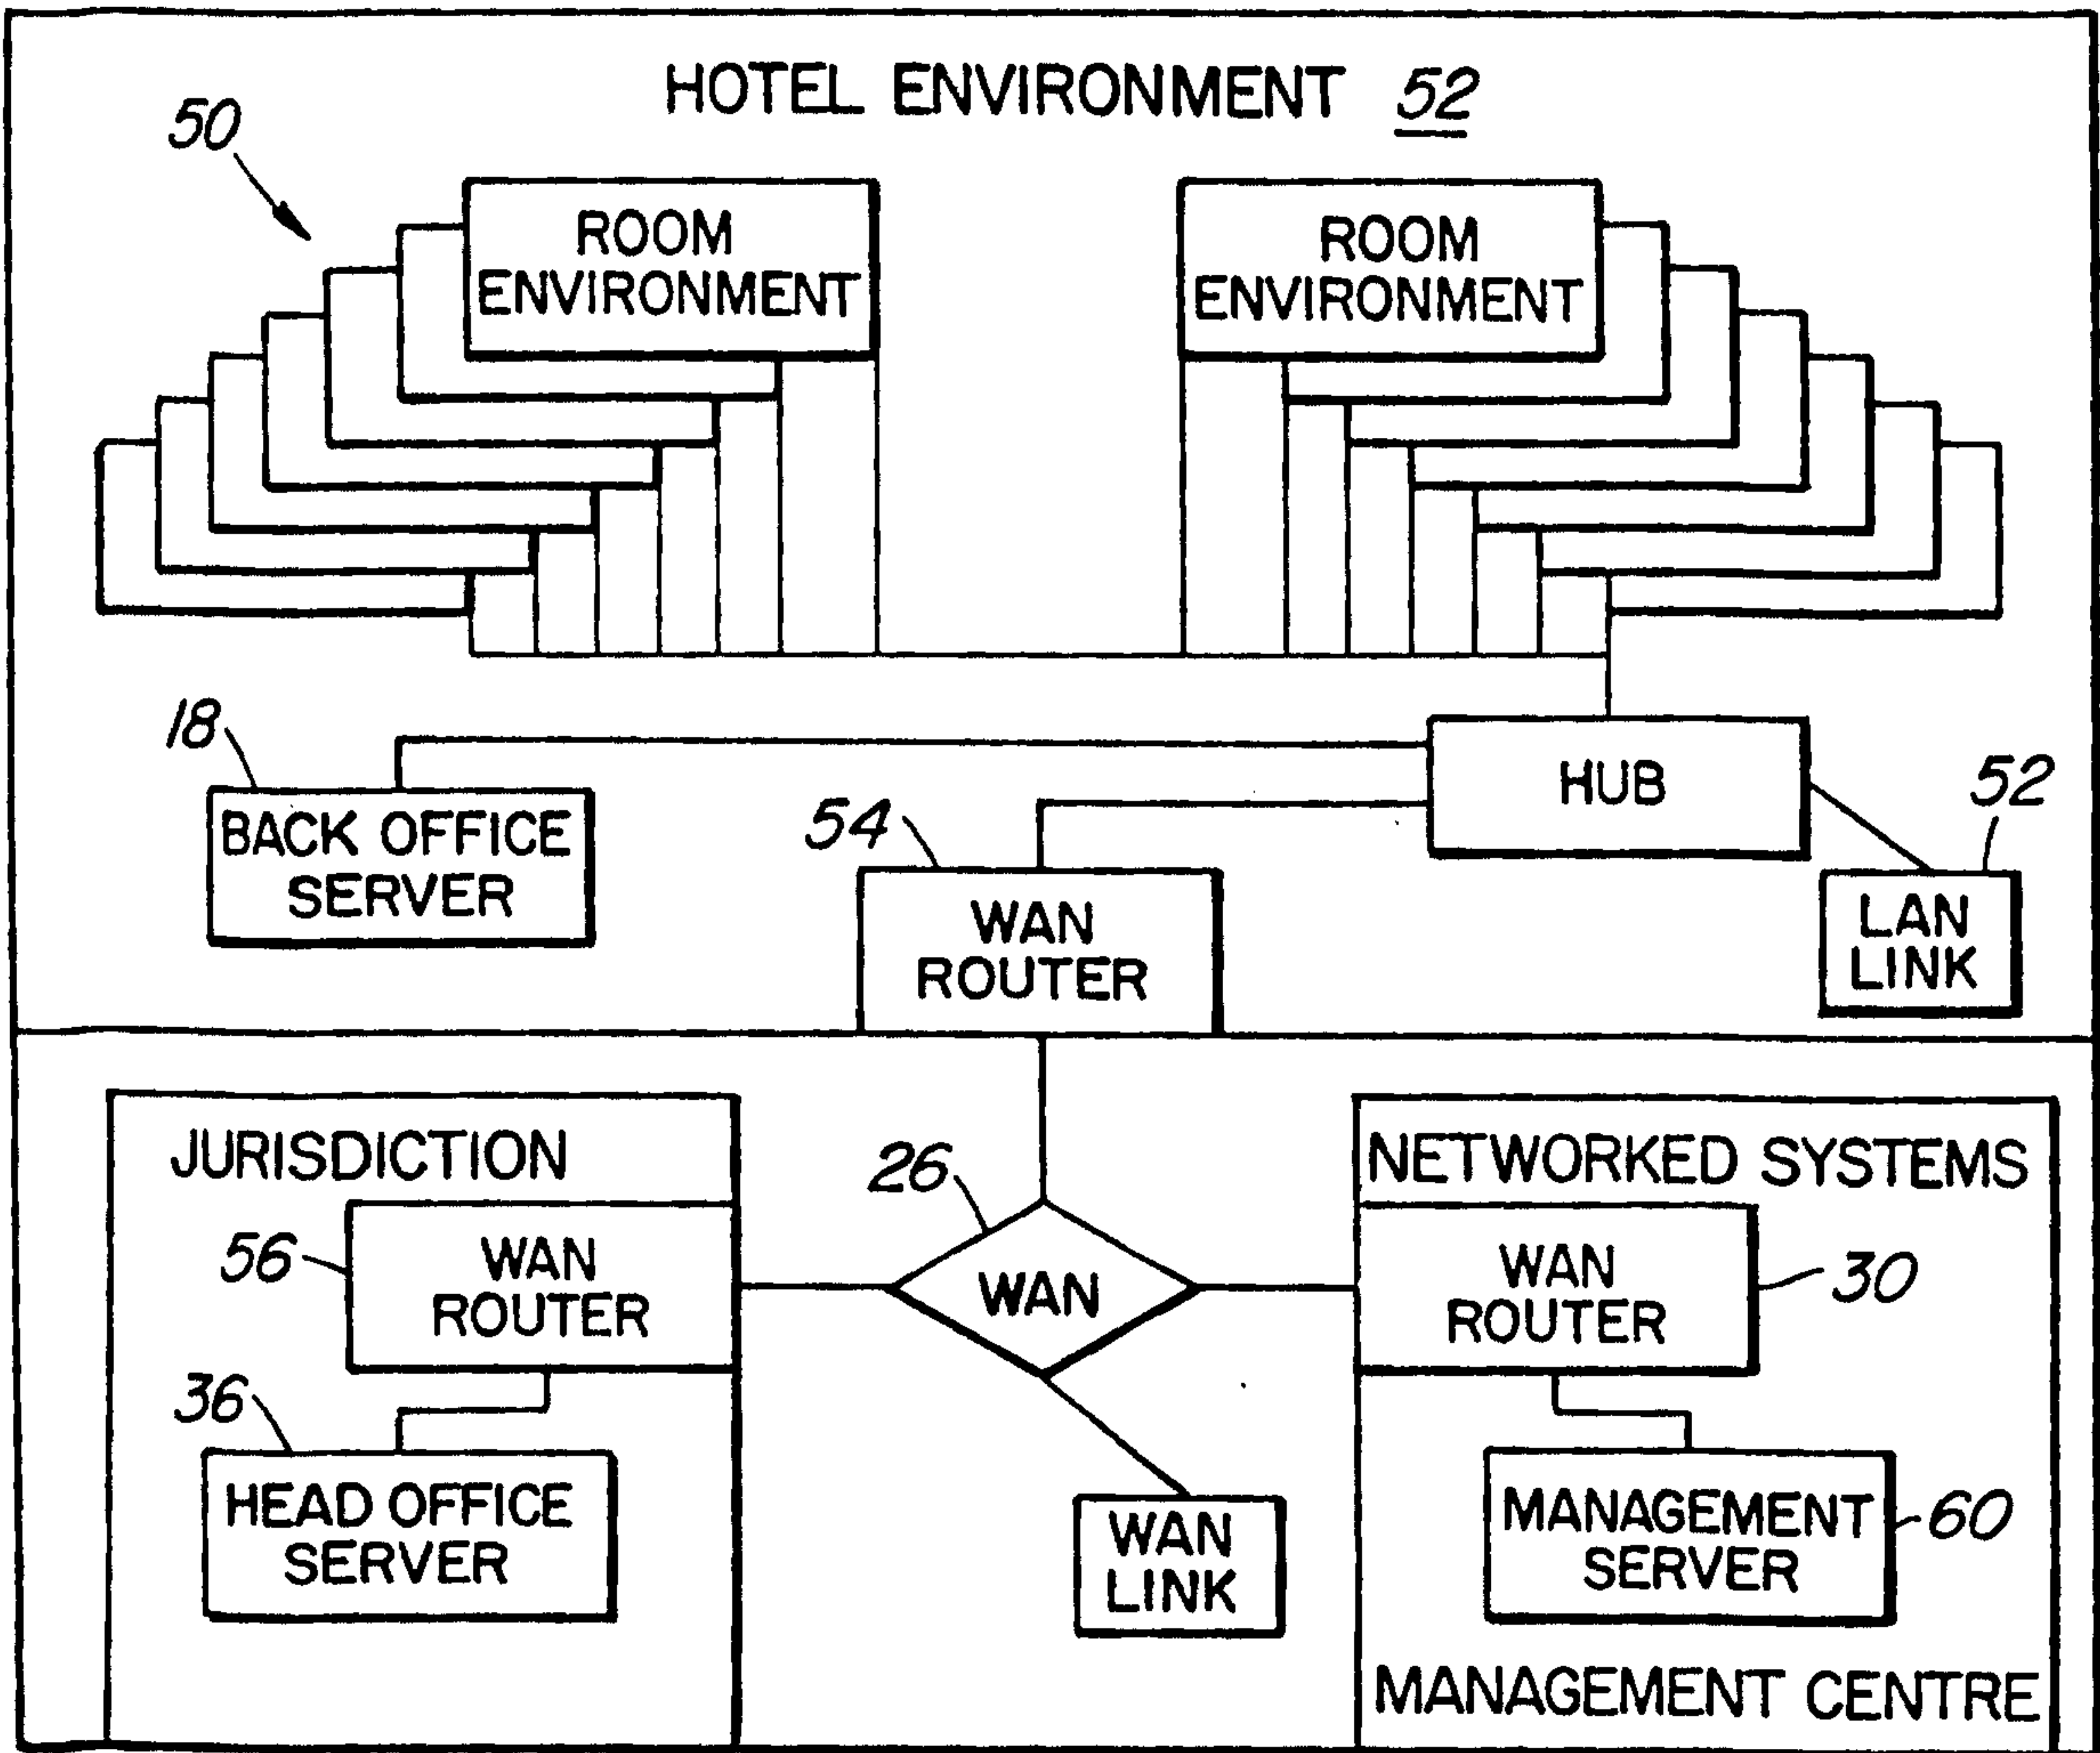 HOTEL ENVIRONMENT 52
50
ROOM
ENVIRONMENT
ROOM
ENVIRONMENT
18
BACK OFFICE
SERVER
54
WAN
ROUTER
HUB
52
LAN
LINK
JURISDICTION
56
WAN
ROUTER
36
HEAD OFFICE
SERVER
26
WAN
WAN
LINK
NETWORKED SYSTEMS
WAN
ROUTER
30
MANAGEMENT
SERVER
60
MANAGEMENT CENTRE